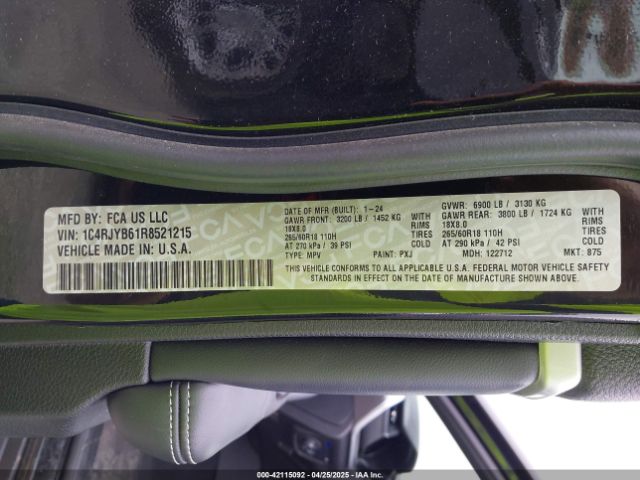 MFD BY: FCA US LLC
VIN: 1C4RJYB61R8521215
VEHICLE MADE IN: U.S.A.
DATE OF MFR (BUILT): 1-24
GAWR FRONT: 3200 LB / 1452 KG
18X8.0 RIMS
265/60R18 110H TIRES
AT 270 kPa / 39 PSI WITH
TYPE: MPV PAINT: PXJ
GVWR: 6900 LB / 3130 KG
GAWR REAR: 3800 LB / 1724 KG WITH
18X8.0 RIMS
265/60R18 110H TIRES
AT 290 kPa / 42 PSI COLD
MDH: 122712 MKT: 875
THIS VEHICLE CONFORMS TO ALL APPLICABLE U.S.A. FEDERAL MOTOR VEHICLE SAFETY
STANDARDS IN EFFECT ON THE DATE OF MANUFACTURE SHOWN ABOVE.
000-42115092 - 04/25/2025 - IAAI.COM